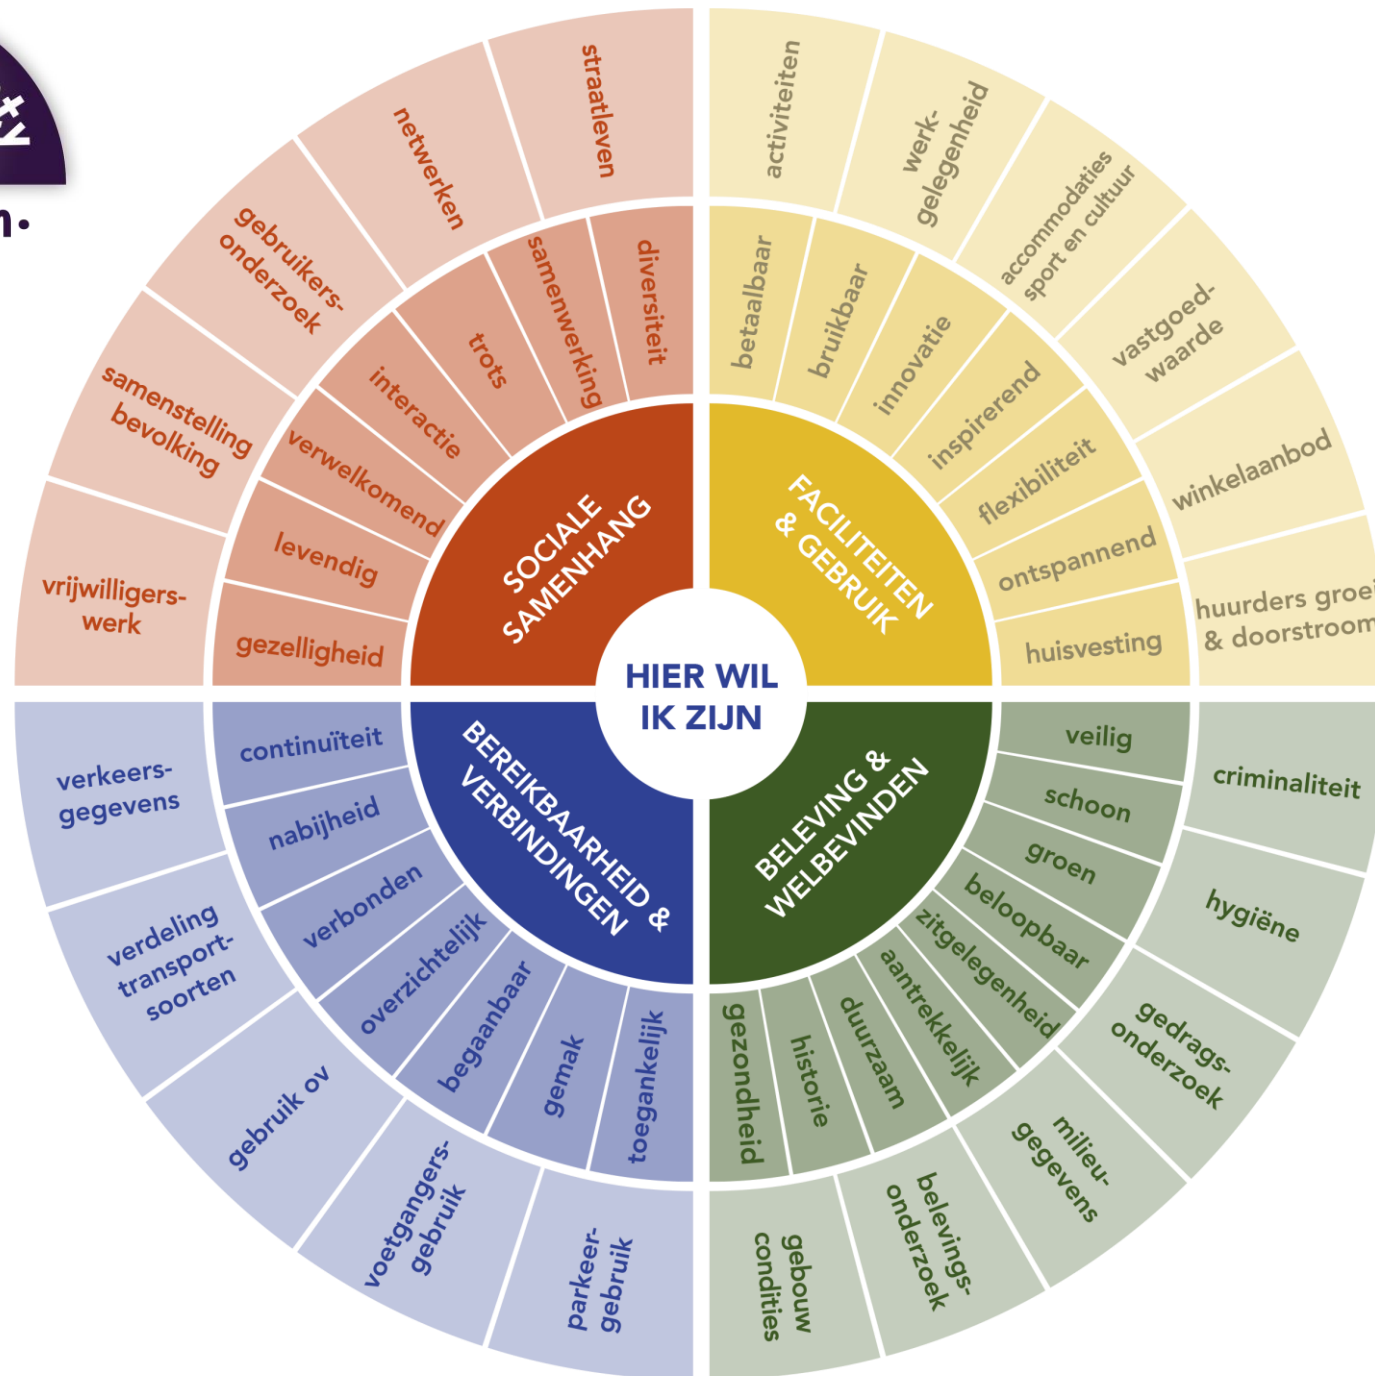 HIER WIL
IK ZIJN
SOCIALE
SAMENHANG
gezelligheid
levendig
verwelkomend
interactie
trots
samenwerking
diversiteit
vrijwilligers-
werk
samenstelling
bevolking
gebruikers-
onderzoek
netwerken
straatleven
FACILITEITEN
& GEBRUIK
betaalbaar
bruikbaar
innovatie
inspirerend
flexibiliteit
ontspannend
huisvesting
activiteiten
werk-
gelegenheid
accommodaties
sport en cultuur
vastgoed-
waarde
winkelaanbod
huurders groei
& doorstroom
BELEVING &
WELBEVINDEN
veilig
schoon
groen
beloopbaar
zitgelegenheid
aantrekkelijk
duurzaam
historie
gezondheid
criminaliteit
hygiëne
gedrags-
onderzoek
milieu-
gegevens
belevings-
onderzoek
gebouw
condities
BEREIKBAARHEID &
VERBINDINGEN
continuïteit
nabijheid
verbonden
overzichtelijk
begaanbaar
gemak
toegankelijk
verkeers-
gegevens
verdeling
transport-
soorten
gebruik ov
voetgangers-
gebruik
parkeer-
gebruik